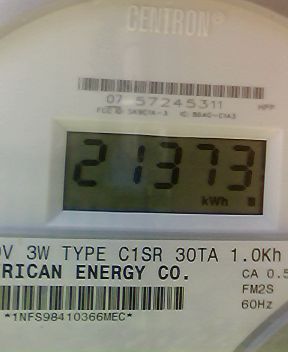 CENTRON
07 57245311
21373
kWh
0V 3W TYPE C1SR 30TA 1.0Kh
RICAN ENERGY CO.
CA 0.5
FM2S
60Hz
*1NFS98410366MEC*